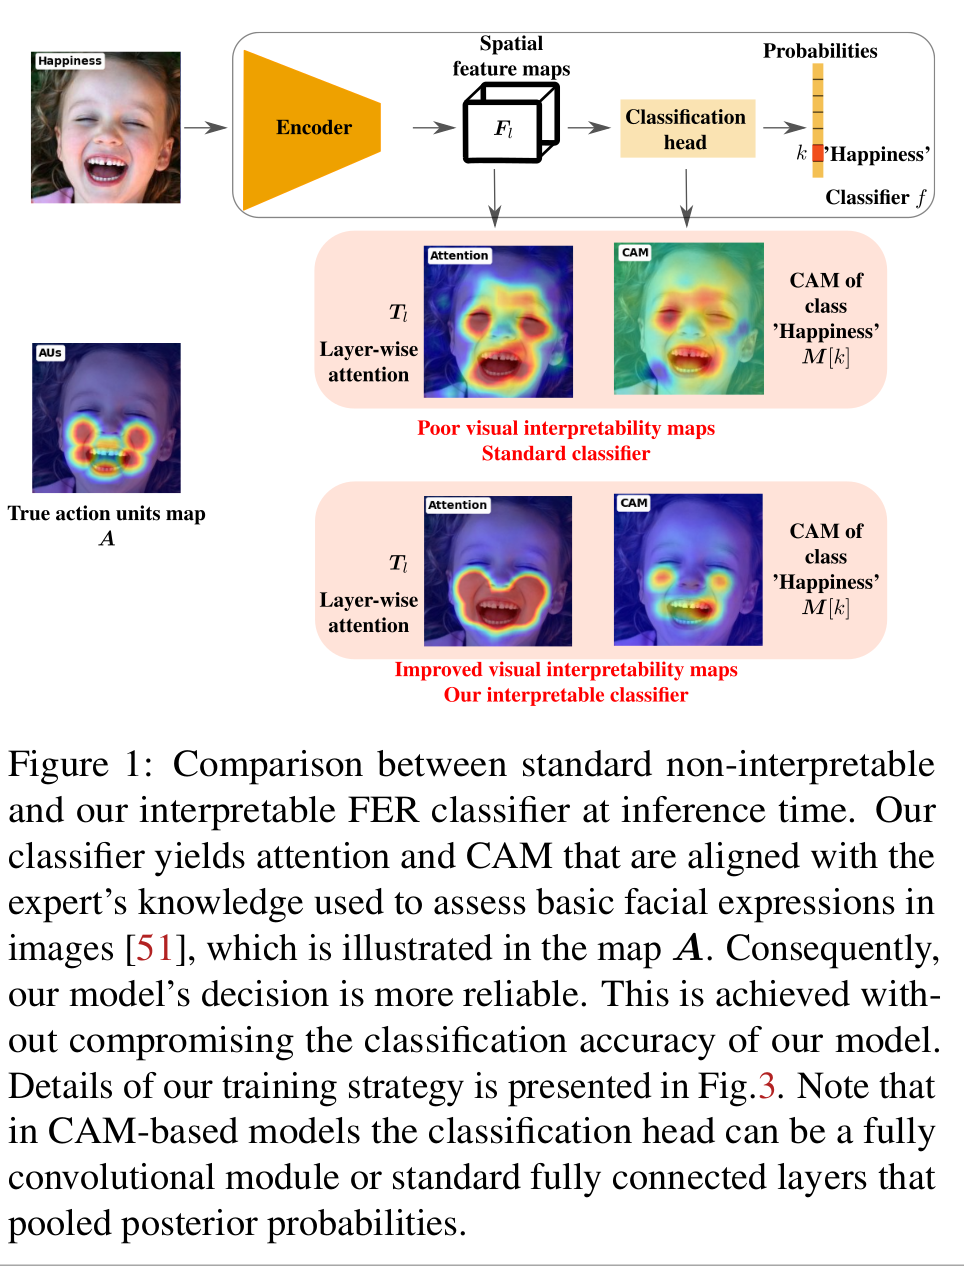 Happiness
Encoder
Spatial
feature maps
Fl
Classification
head
Probabilities
k 'Happiness'
Classifier f
Attention
Tl
Layer-wise
attention
CAM
CAM of
class
'Happiness'
M[k]
Poor visual interpretability maps
Standard classifier
AUs
True action units map
A
Attention
Tl
Layer-wise
attention
CAM
CAM of
class
'Happiness'
M[k]
Improved visual interpretability maps
Our interpretable classifier
Figure 1: Comparison between standard non-interpretable
and our interpretable FER classifier at inference time. Our
classifier yields attention and CAM that are aligned with the
expert's knowledge used to assess basic facial expressions in
images [51], which is illustrated in the map A. Consequently,
our model's decision is more reliable. This is achieved with-
out compromising the classification accuracy of our model.
Details of our training strategy is presented in Fig.3. Note that
in CAM-based models the classification head can be a fully
convolutional module or standard fully connected layers that
pooled posterior probabilities.